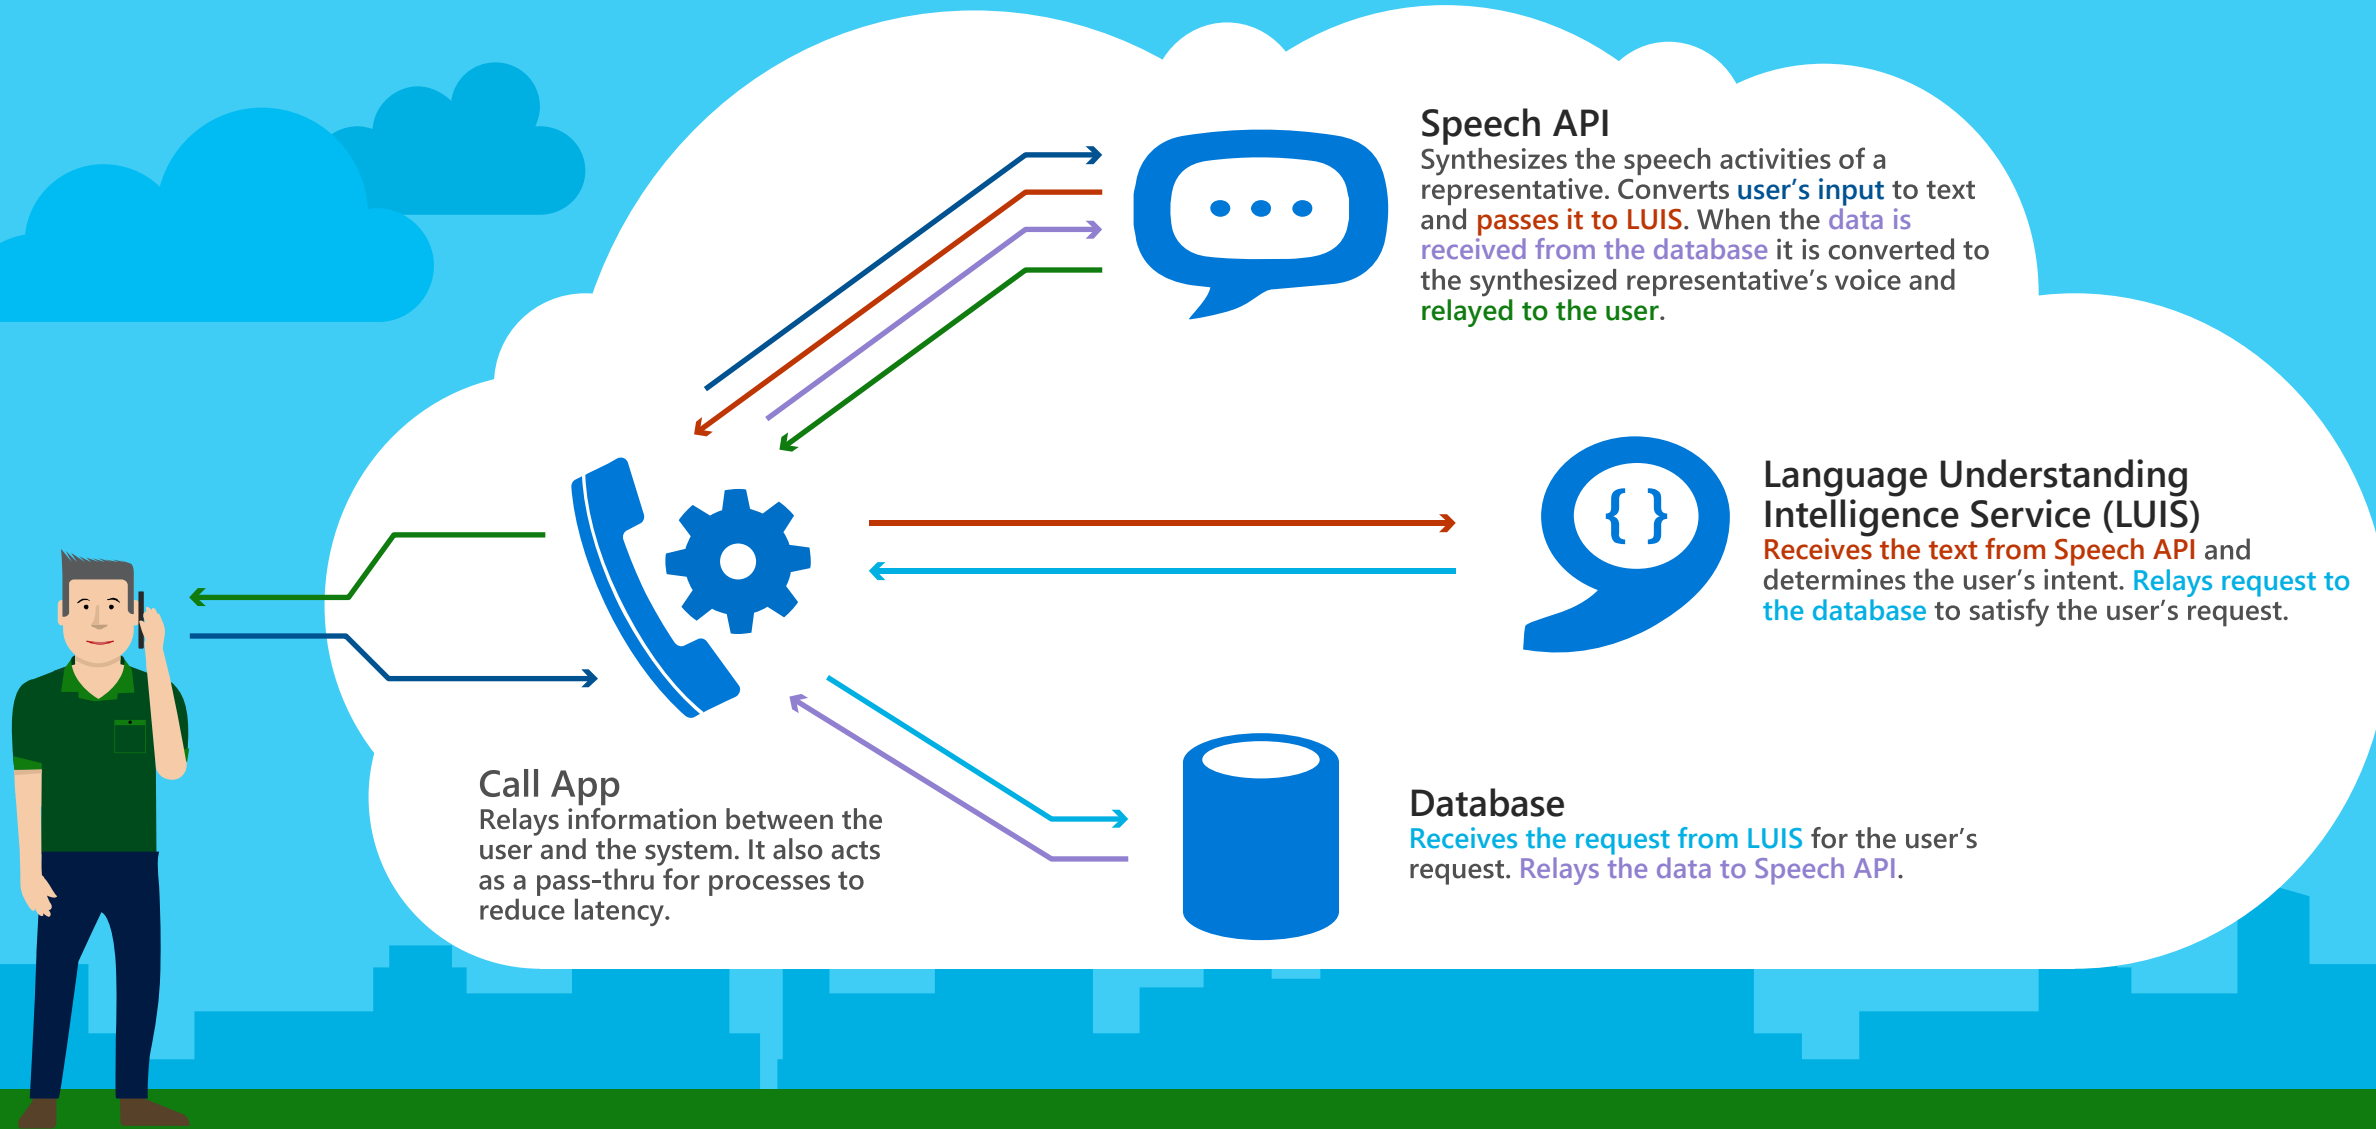 Speech API
Synthesizes the speech activities of a
representative. Converts user's input to text
and passes it to LUIS. When the data is
received from the database it is converted to
the synthesized representative's voice and
relayed to the user.
{ }
Language Understanding
Intelligence Service (LUIS)
Receives the text from Speech API and
determines the user's intent. Relays request to
the database to satisfy the user's request.
Call App
Relays information between the
user and the system. It also acts
as a pass-thru for processes to
reduce latency.
Database
Receives the request from LUIS for the user's
request. Relays the data to Speech API.